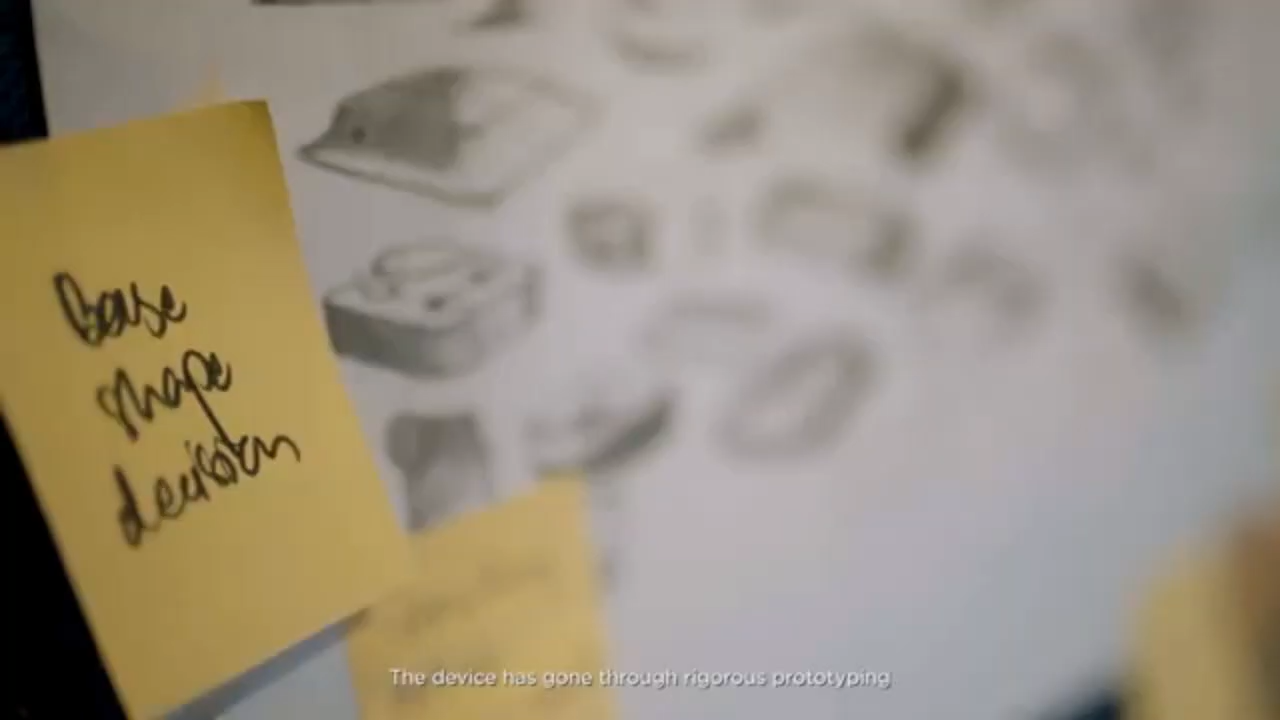 Base
shape
decision
The device has gone through rigorous prototyping